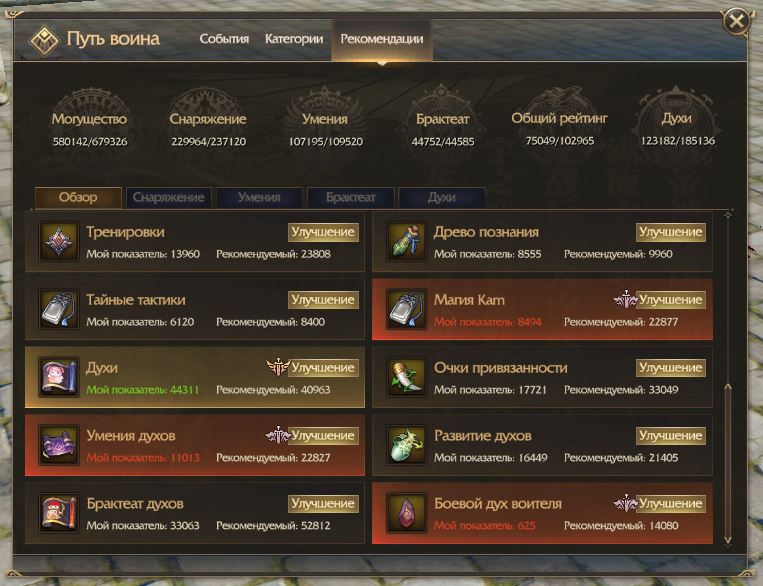 Путь воина
События Категории Рекомендации
Могущество Снаряжение Умения Брактеат Общий рейтинг Духи
580142/679326 229964/237120 107195/109520 44752/44585 75049/102965 123182/185136
Обзор Снаряжение Умения Брактеат Духи
Тренировки Улучшение
Мой показатель: 13960 Рекомендуемый: 23808
Древо познания Улучшение
Мой показатель: 8555 Рекомендуемый: 9960
Тайные тактики Улучшение
Мой показатель: 6120 Рекомендуемый: 8400
Магия Кам Улучшение
Мой показатель: 8494 Рекомендуемый: 22877
Духи Улучшение
Мой показатель: 44311 Рекомендуемый: 40963
Очки привязанности Улучшение
Мой показатель: 17721 Рекомендуемый: 33049
Умения духов Улучшение
Мой показатель: 11013 Рекомендуемый: 22827
Развитие духов Улучшение
Мой показатель: 16449 Рекомендуемый: 21405
Брактеат духов Улучшение
Мой показатель: 33063 Рекомендуемый: 52812
Боевой дух воителя Улучшение
Мой показатель: 625 Рекомендуемый: 14080